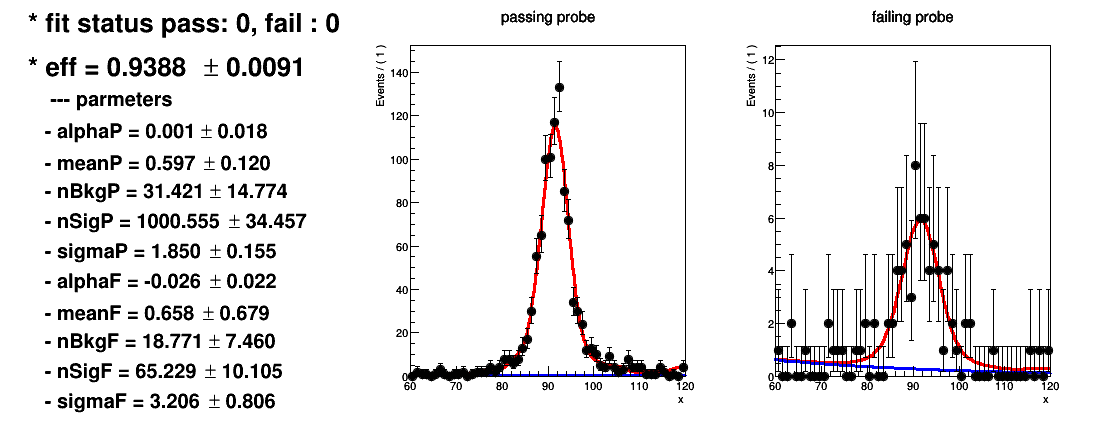 * fit status pass: 0, fail : 0
* eff = 0.9388 ± 0.0091
--- parmeters
- alphaP = 0.001 ± 0.018
- meanP = 0.597 ± 0.120
- nBkgP = 31.421 ± 14.774
- nSigP = 1000.555 ± 34.457
- sigmaP = 1.850 ± 0.155
- alphaF = -0.026 ± 0.022
- meanF = 0.658 ± 0.679
- nBkgF = 18.771 ± 7.460
- nSigF = 65.229 ± 10.105
- sigmaF = 3.206 ± 0.806
passing probe
Events / ( 1 )
140
120
100
80
60
40
20
0
60 70 80 90 100 110 120
x
failing probe
Events / ( 1 )
12
10
8
6
4
2
0
60 70 80 90 100 110 120
x